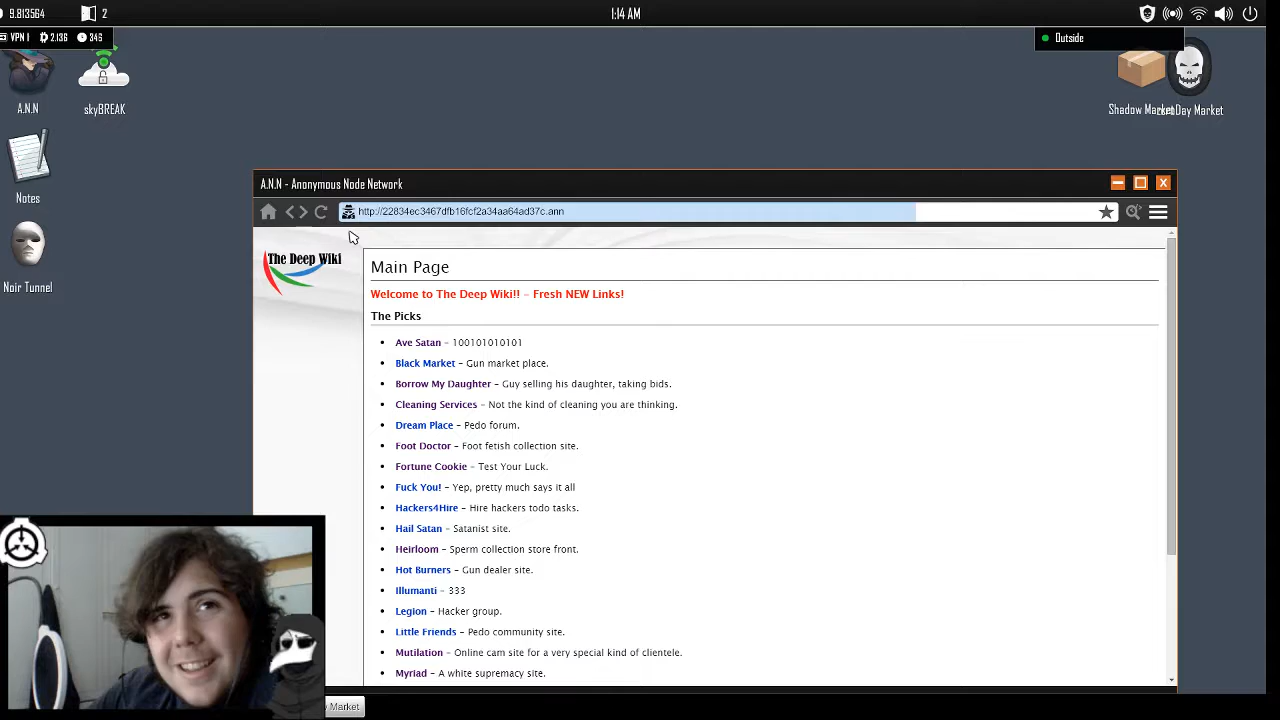 9.813564
2
1:14 AM
VPN 1
2.136
346
Outside
A.N.N
skyBREAK
Shadow Market
Day Market
Notes
Noir Tunnel
A.N.N - Anonymous Node Network
http://22834ec3467dfb16fcf2a34aa64ad37c.ann
The Deep Wiki
Main Page
Welcome to The Deep Wiki!! - Fresh NEW Links!
The Picks
Ave Satan - 100101010101
Black Market - Gun market place.
Borrow My Daughter - Guy selling his daughter, taking bids.
Cleaning Services - Not the kind of cleaning you are thinking.
Dream Place - Pedo forum.
Foot Doctor - Foot fetish collection site.
Fortune Cookie - Test Your Luck.
Fuck You! - Yep, pretty much says it all
Hackers4Hire - Hire hackers todo tasks.
Hail Satan - Satanist site.
Heirloom - Sperm collection store front.
Hot Burners - Gun dealer site.
Illumanti - 333
Legion - Hacker group.
Little Friends - Pedo community site.
Mutilation - Online cam site for a very special kind of clientele.
Myriad - A white supremacy site.
Market